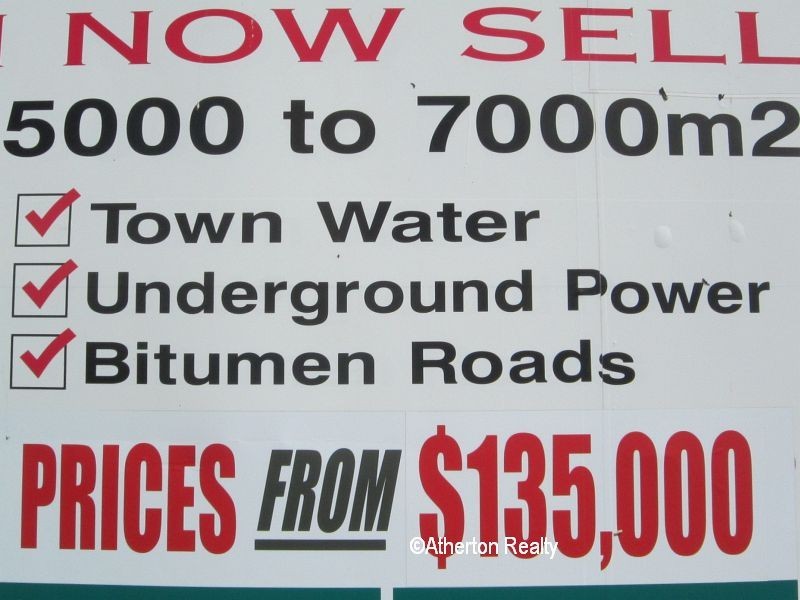 NOW SELL
5000 to 7000m2
Town Water
Underground Power
Bitumen Roads
PRICES FROM $135,000
©Atherton Realty